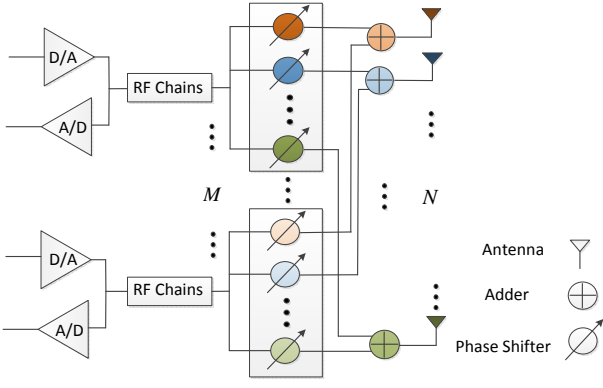 D/A
RF Chains
A/D
M
N
D/A
RF Chains
A/D
Antenna
Adder
Phase Shifter